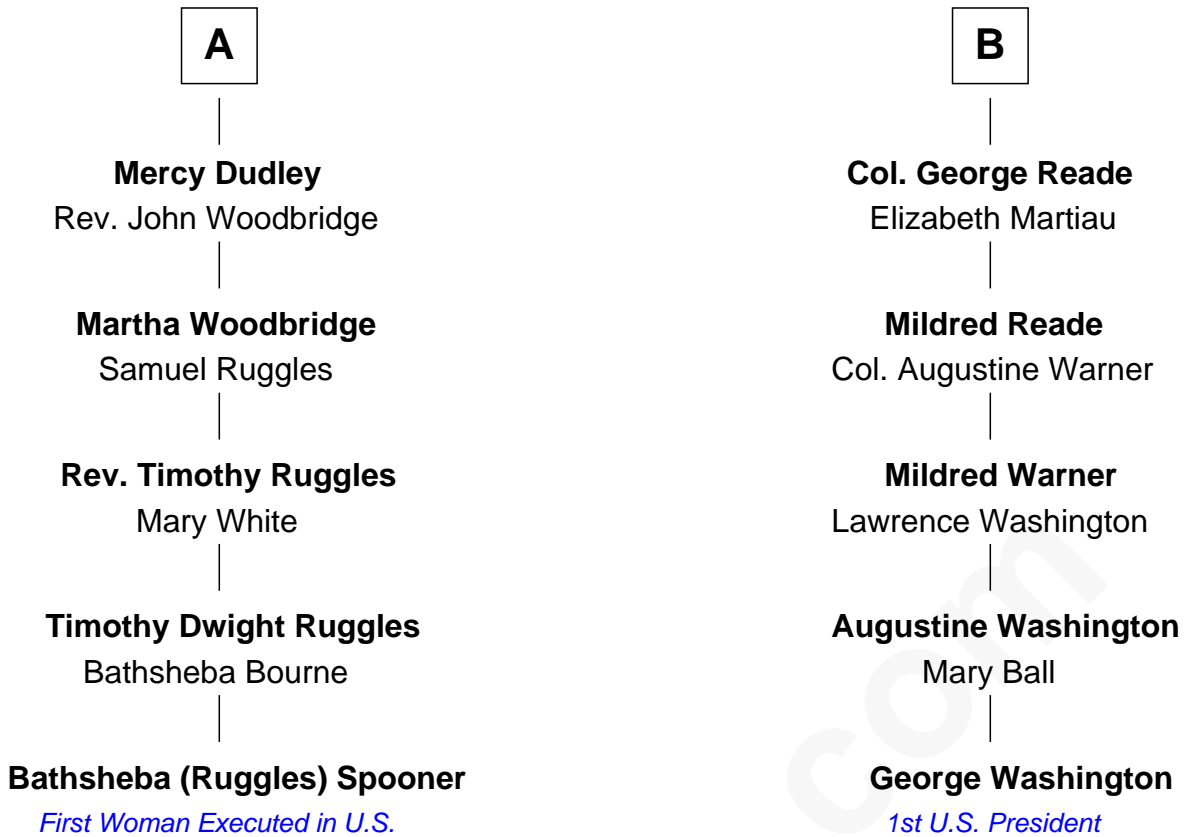 A
Mercy Dudley
Rev. John Woodbridge
Martha Woodbridge
Samuel Ruggles
Rev. Timothy Ruggles
Mary White
Timothy Dwight Ruggles
Bathsheba Bourne
Bathsheba (Ruggles) Spooner
First Woman Executed in U.S.
B
Col. George Reade
Elizabeth Martiau
Mildred Reade
Col. Augustine Warner
Mildred Warner
Lawrence Washington
Augustine Washington
Mary Ball
George Washington
1st U.S. President
com